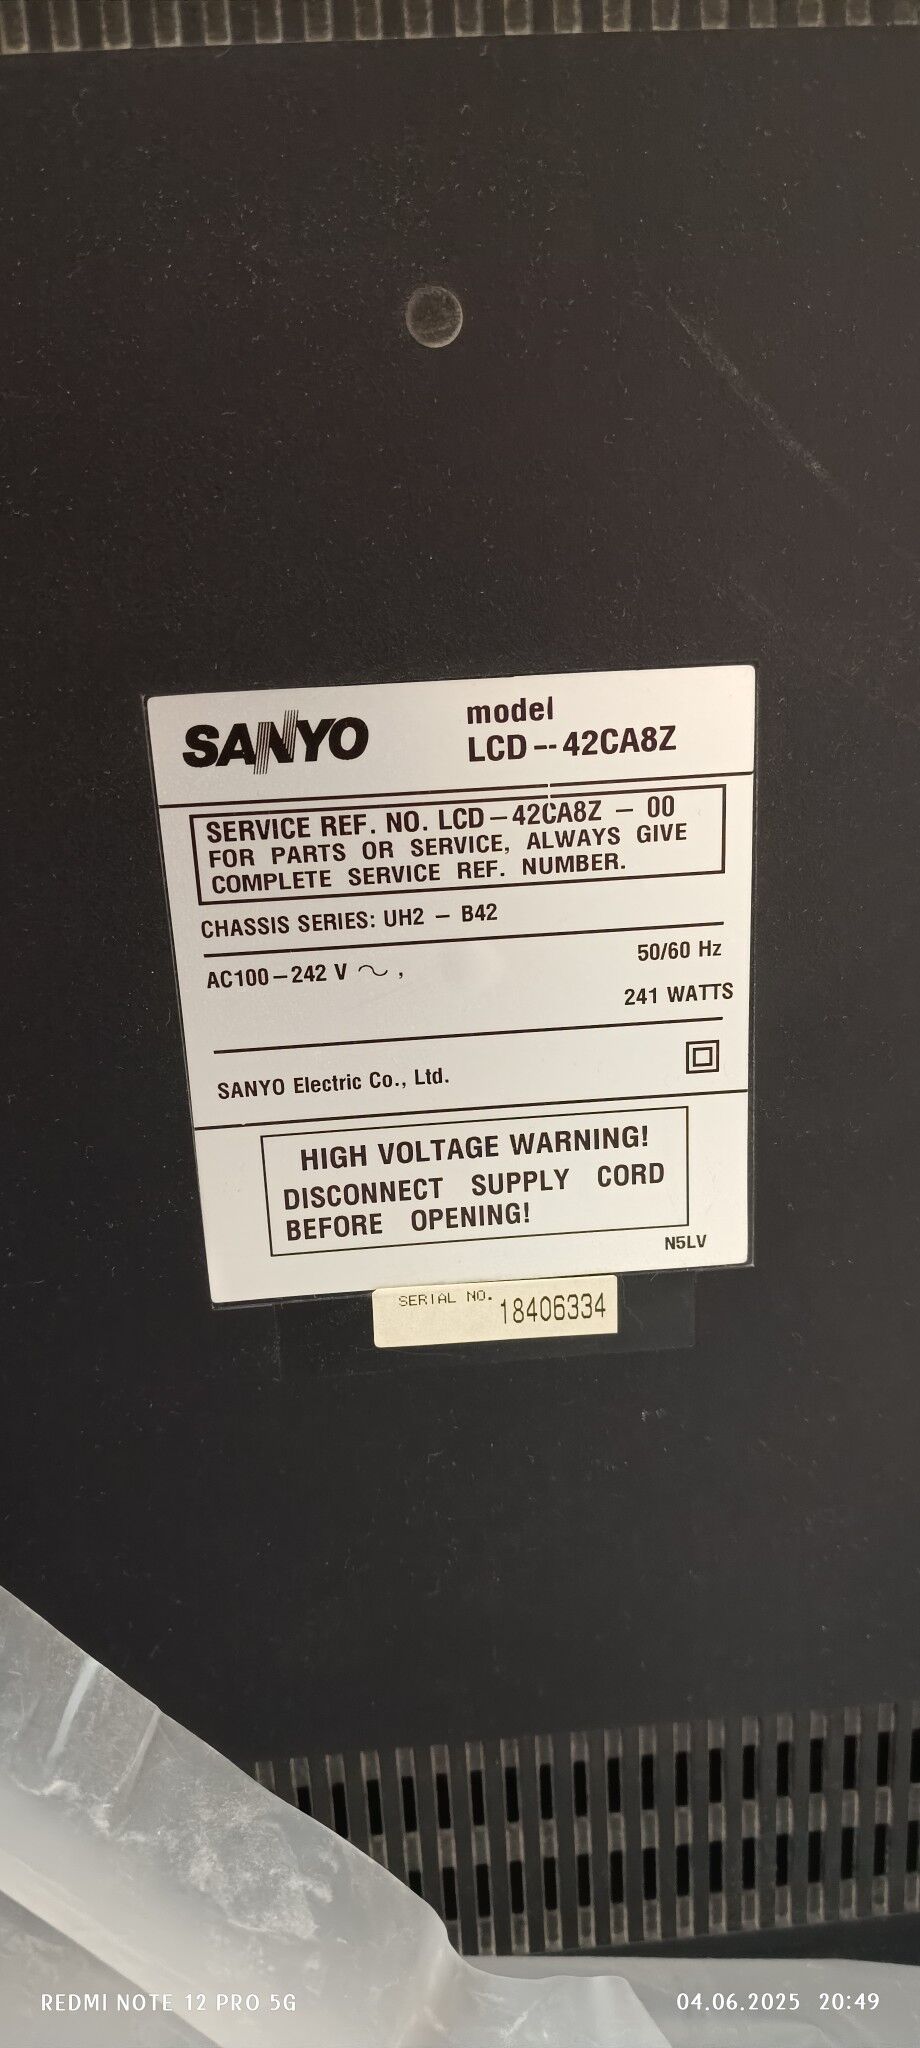 SANYO
model
LCD -- 42CA8Z
SERVICE REF. NO. LCD – 42CA8Z – 00
FOR PARTS OR SERVICE, ALWAYS GIVE
COMPLETE SERVICE REF. NUMBER.
CHASSIS SERIES: UH2 – B42
AC100–242 V ~ ,
50/60 Hz
241 WATTS
SANYO Electric Co., Ltd.
HIGH VOLTAGE WARNING!
DISCONNECT SUPPLY CORD
BEFORE OPENING!
N5LV
SERIAL NO. 18406334
REDMI NOTE 12 PRO 5G
04.06.2025 20:49